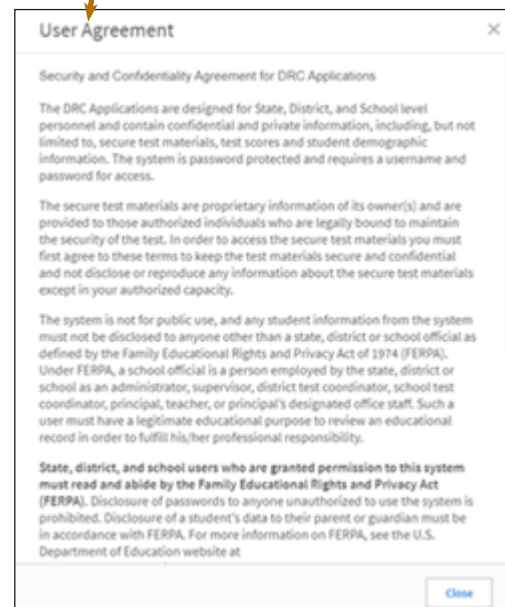 User Agreement
Security and Confidentiality Agreement for DRC Applications
The DRC Applications are designed for State, District, and School level
personnel and contain confidential and private information, including, but not
limited to, secure test materials, test scores and student demographic
information. The system is password protected and requires a username and
password for access.
The secure test materials are proprietary information of its owner(s) and are
provided to those authorized individuals who are legally bound to maintain
the security of the test. In order to access the secure test materials you must
first agree to these terms to keep the test materials secure and confidential
and not disclose or reproduce any information about the secure test materials
except in your authorized capacity.
The system is not for public use, and any student information from the system
must not be disclosed to anyone other than a state, district or school official as
defined by the Family Educational Rights and Privacy Act of 1974 (FERPA).
Under FERPA, a school official is a person employed by the state, district or
school as an administrator, supervisor, district test coordinator, school test
coordinator, principal, teacher, or principal's designated office staff. Such a
user must have a legitimate educational purpose to review an educational
record in order to fulfill his/her professional responsibility.
State, district, and school users who are granted permission to this system
must read and abide by the Family Educational Rights and Privacy Act
(FERPA). Disclosure of passwords to anyone unauthorized to use the system is
prohibited. Disclosure of a student's data to their parent or guardian must be
in accordance with FERPA. For more information on FERPA, see the U.S.
Department of Education website at
Close